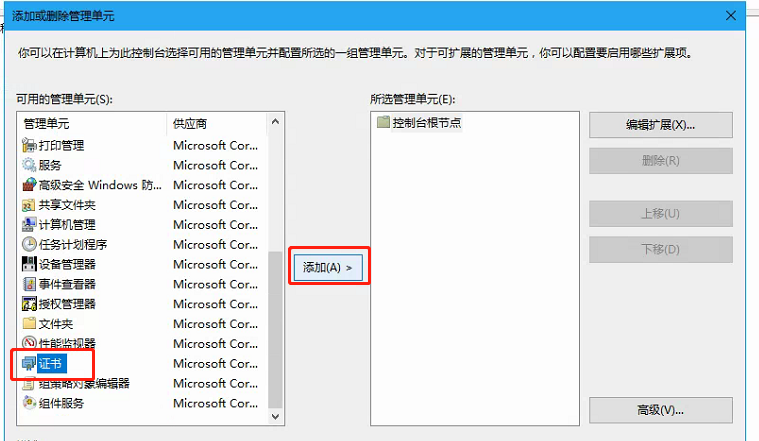 添加或删除管理单元
你可以在计算机上为此控制台选择可用的管理单元并配置所选的一组管理单元。对于可扩展的管理单元，你可以配置要启用哪些扩展项。
可用的管理单元(S):
管理单元 供应商
打印管理 Microsoft Cor...
服务 Microsoft Cor...
高级安全 Windows 防... Microsoft Cor...
共享文件夹 Microsoft Cor...
计算机管理 Microsoft Cor...
任务计划程序 Microsoft Cor...
设备管理器 Microsoft Cor...
事件查看器 Microsoft Cor...
授权管理器 Microsoft Cor...
文件夹 Microsoft Cor...
性能监视器 Microsoft Cor...
证书 Microsoft Cor...
组策略对象编辑器 Microsoft Cor...
组件服务 Microsoft Cor...
添加(A) >
所选管理单元(E):
控制台根节点
编辑扩展(X)...
删除(R)
上移(U)
下移(D)
高级(V)...